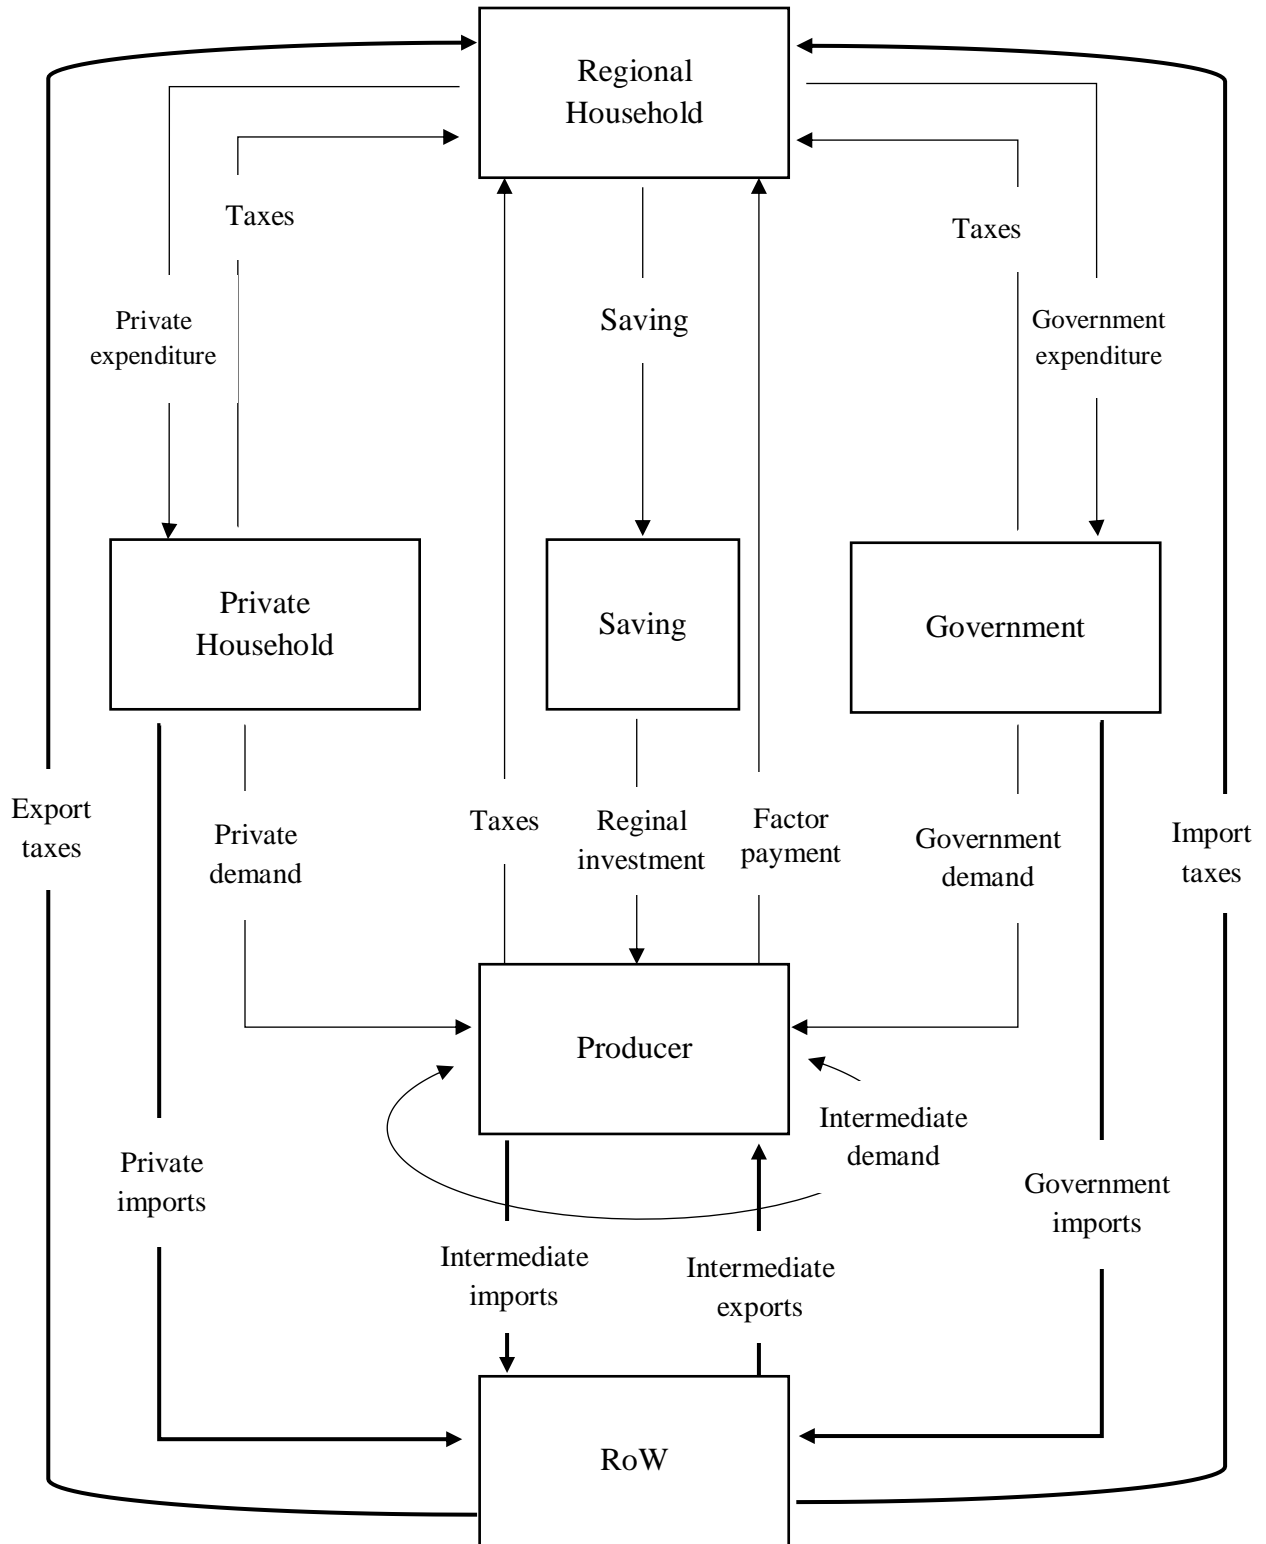 Regional
Household
Taxes
Taxes
Private
expenditure
Saving
Government
expenditure
Private
Household
Saving
Government
Export
taxes
Private
demand
Taxes
Reginal
investment
Factor
payment
Government
demand
Import
taxes
Producer
Intermediate
demand
Private
imports
Government
imports
Intermediate
imports
Intermediate
exports
RoW